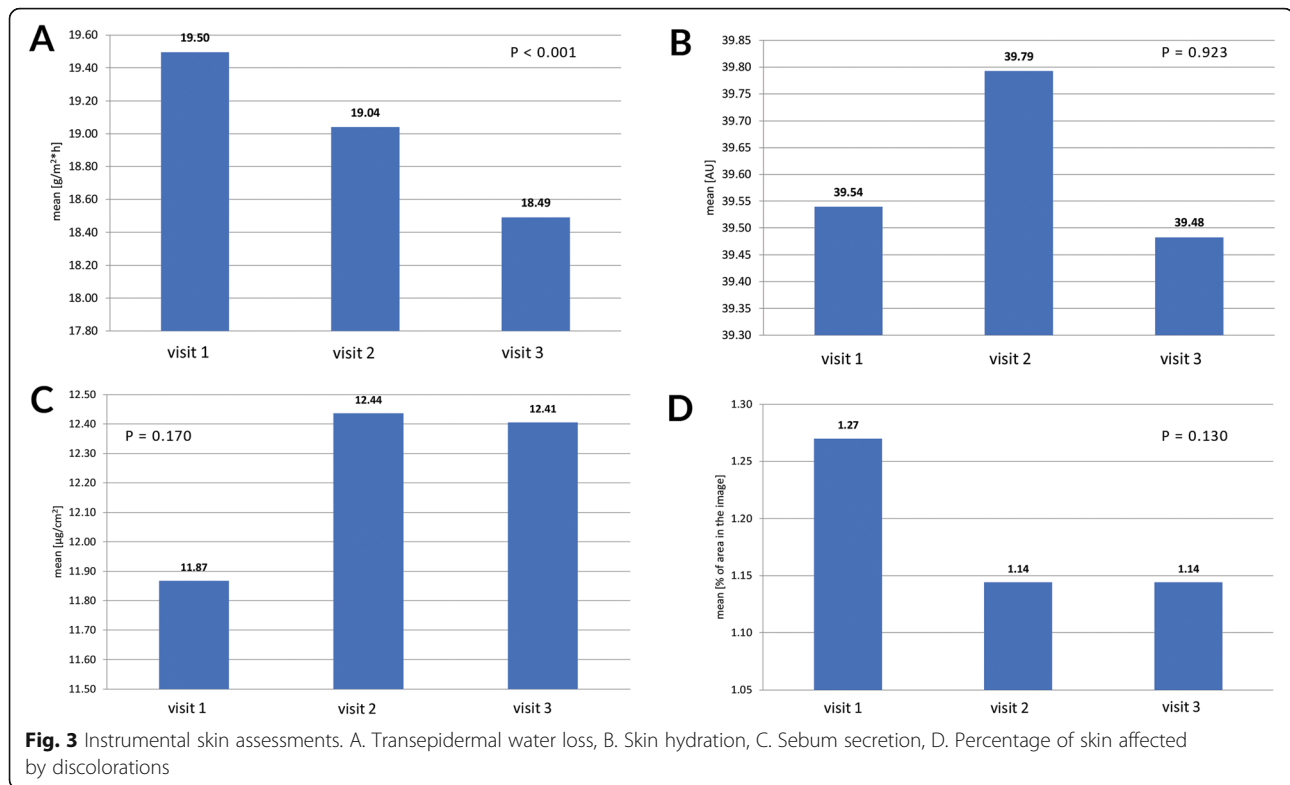 A
P < 0.001
mean [g/m²*h]
19.60
19.40
19.20
19.00
18.80
18.60
18.40
18.20
18.00
17.80
19.50
19.04
18.49
visit 1 visit 2 visit 3
B
P = 0.923
mean [AU]
39.85
39.80
39.75
39.70
39.65
39.60
39.55
39.50
39.45
39.40
39.35
39.30
39.54
39.79
39.48
visit 1 visit 2 visit 3
C
P = 0.170
mean [µg/cm²]
12.50
12.40
12.30
12.20
12.10
12.00
11.90
11.80
11.70
11.60
11.50
11.87
12.44
12.41
visit 1 visit 2 visit 3
D
P = 0.130
mean [% of area in the image]
1.30
1.25
1.20
1.15
1.10
1.05
1.27
1.14
1.14
visit 1 visit 2 visit 3
Fig. 3 Instrumental skin assessments. A. Transepidermal water loss, B. Skin hydration, C. Sebum secretion, D. Percentage of skin affected
by discolorations